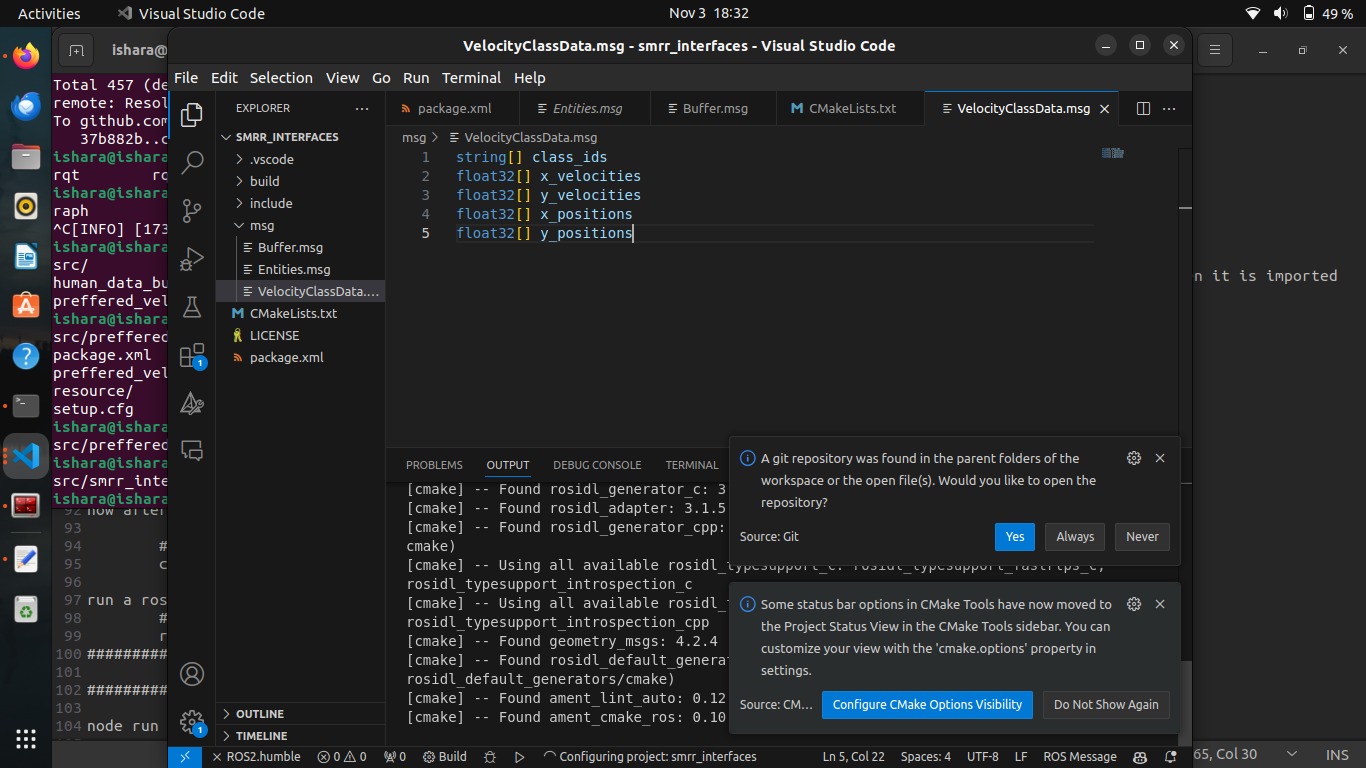 Activities
Visual Studio Code
Nov 3 18:32
49 %
ishara@
VelocityClassData.msg - smrr_interfaces - Visual Studio Code
File Edit Selection View Go Run Terminal Help
Total 457 (de
remote: Resol
To github.com
37b882b..c
ishara@ishara
rqt rc
ishara@ishara
raph
^C[INFO] [173
ishara@ishara
src/
human_data_bu
preffered_vel
ishara@ishara
src/preffered
package.xml
preffered_vel
resource/
setup.cfg
ishara@ishara
src/preffered
ishara@ishara
src/smrr_inte
ishara@ishara
92 now after
93
94 #
95 c
96
97 run a ros
98 #
99 r
100 #########
101
102 #########
103
104 node run
EXPLORER
SMRR_INTERFACES
.vscode
build
include
msg
Buffer.msg
Entities.msg
VelocityClassData....
CMakeLists.txt
LICENSE
package.xml
OUTLINE
TIMELINE
1
1
package.xml
Entities.msg
Buffer.msg
CMakeLists.txt
VelocityClassData.msg
msg > VelocityClassData.msg
1 string[] class_ids
2 float32[] x_velocities
3 float32[] y_velocities
4 float32[] x_positions
5 float32[] y_positions
n it is imported
PROBLEMS OUTPUT DEBUG CONSOLE TERMINAL
[cmake] -- Found rosidl_generator_c: 3
[cmake] -- Found rosidl_adapter: 3.1.5
[cmake] -- Found rosidl_generator_cpp:
cmake)
[cmake] -- Using all available rosidl_typesupport_c: rosidl_typesupport_fastrtps_c;
rosidl_typesupport_introspection_c
[cmake] -- Using all available rosidl_
rosidl_typesupport_introspection_cpp
[cmake] -- Found geometry_msgs: 4.2.4
[cmake] -- Found rosidl_default_genera
rosidl_default_generators/cmake)
[cmake] -- Found ament_lint_auto: 0.12
[cmake] -- Found ament_cmake_ros: 0.10
A git repository was found in the parent folders of the
workspace or the open file(s). Would you like to open the
repository?
Source: Git
Yes
Always
Never
Some status bar options in CMake Tools have now moved to
the Project Status View in the CMake Tools sidebar. You can
customize your view with the 'cmake.options' property in
settings.
Source: CM...
Configure CMake Options Visibility
Do Not Show Again
ROS2.humble
0 0
0
Build
Configuring project: smrr_interfaces
Ln 5, Col 22
Spaces: 4
UTF-8
LF
ROS Message
65, Col 30
INS